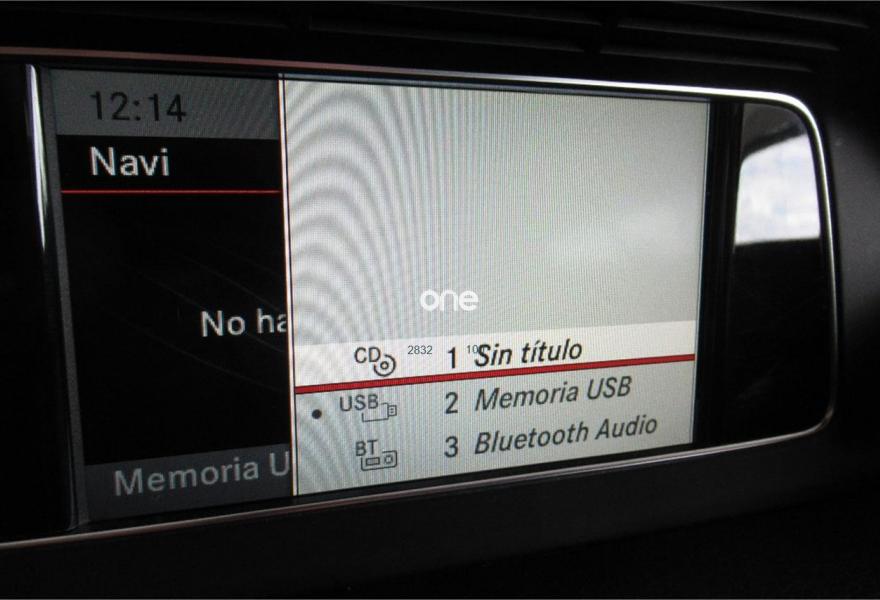 12:14
Navi
No ha
one
CD 2832 1 10 Sin título
USB 2 Memoria USB
BT 3 Bluetooth Audio
Memoria U